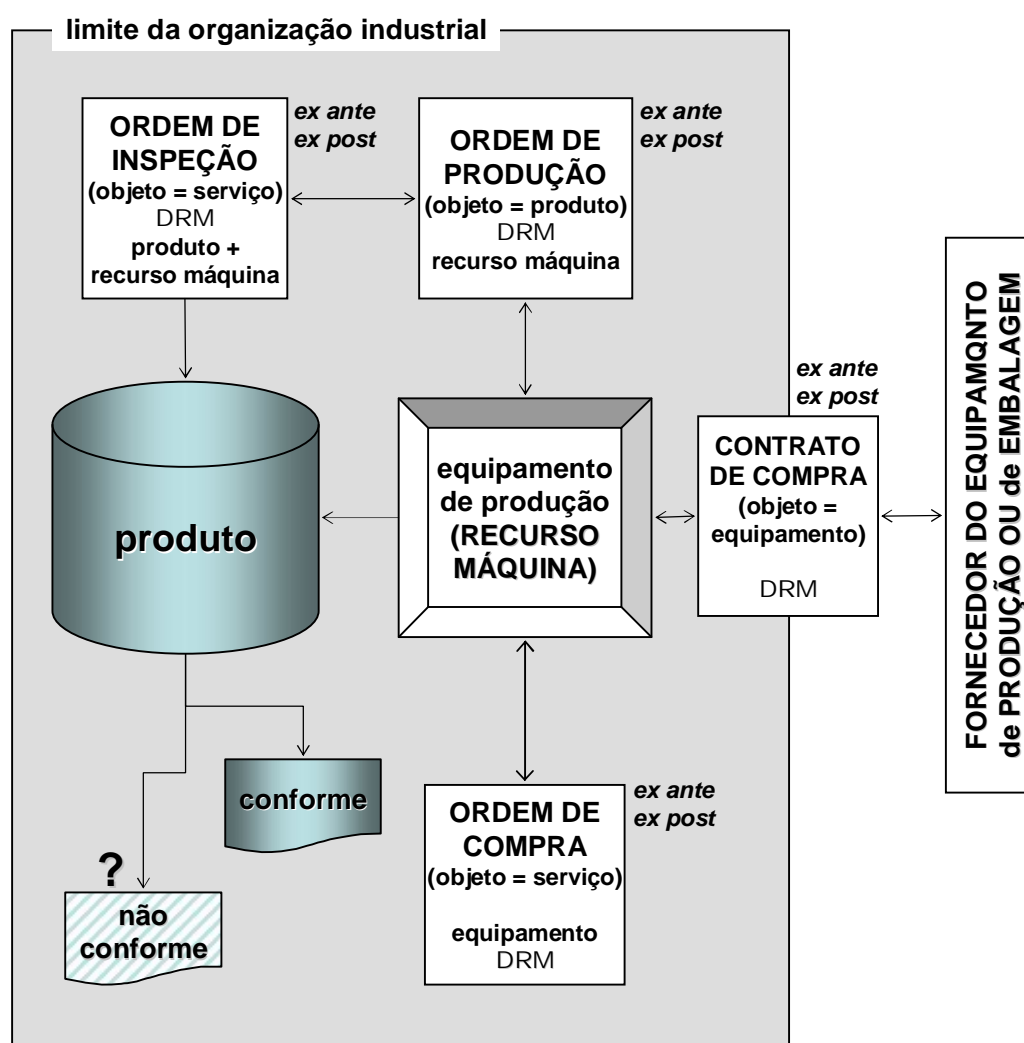 limite da organização industrial
ORDEM DE
INSPEÇÃO
(objeto = serviço)
DRM
produto +
recurso máquina
ex ante
ex post
ORDEM DE
PRODUÇÃO
(objeto = produto)
DRM
recurso máquina
ex ante
ex post
produto
equipamento
de produção
(RECURSO
MÁQUINA)
ex ante
ex post
CONTRATO
DE COMPRA
(objeto =
equipamento)
DRM
FORNECEDOR DO EQUIPAMQNTO
de PRODUÇÃO OU de EMBALAGEM
conforme
?
não
conforme
ORDEM DE
COMPRA
(objeto = serviço)
equipamento
DRM
ex ante
ex post